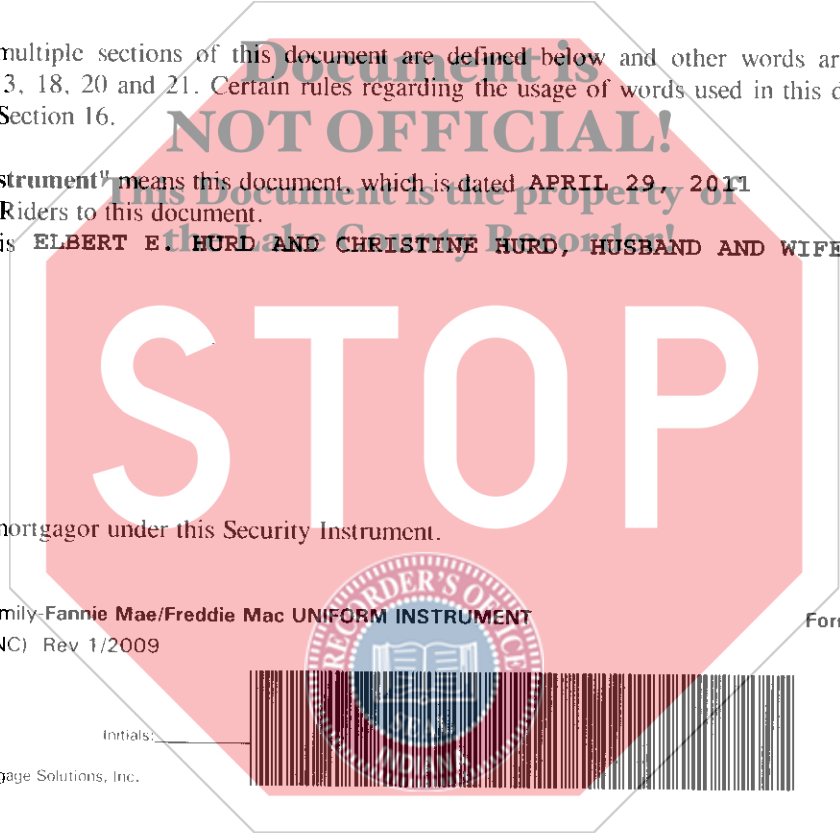 Document is
multiple sections of this document are defined below and other words ar
3, 18, 20 and 21. Certain rules regarding the usage of words used in this d
Section 16.
NOT OFFICIAL!
strument" means this document, which is dated APRIL 29, 2011
This Document is the property of
Riders to this document.
is ELBERT E. HURD AND CHRISTINE HURD, HUSBAND AND WIFE
the Lake County Recorder!
STOP
mortgagor under this Security Instrument.
mily-Fannie Mae/Freddie Mac UNIFORM INSTRUMENT
Form
NC) Rev 1/2009
RECORDER'S OFFICE
SEAL
INDIANA
Initials:
gage Solutions, Inc.